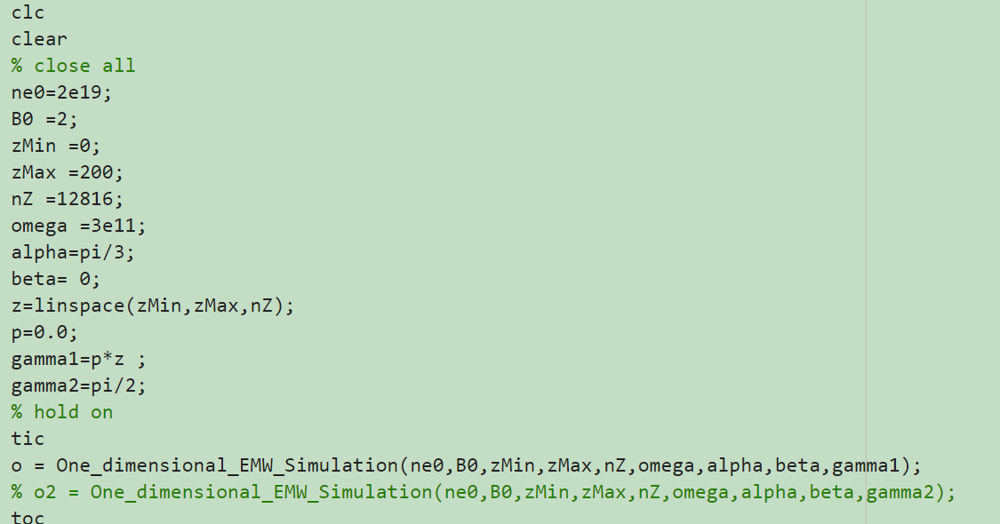 clc
clear
% close all
ne0=2e19;
B0 =2;
zMin =0;
zMax =200;
nZ =12816;
omega =3e11;
alpha=pi/3;
beta= 0;
z=linspace(zMin,zMax,nZ);
p=0.0;
gamma1=p*z ;
gamma2=pi/2;
% hold on
tic
o = One_dimensional_EMW_Simulation(ne0,B0,zMin,zMax,nZ,omega,alpha,beta,gamma1);
% o2 = One_dimensional_EMW_Simulation(ne0,B0,zMin,zMax,nZ,omega,alpha,beta,gamma2);
toc